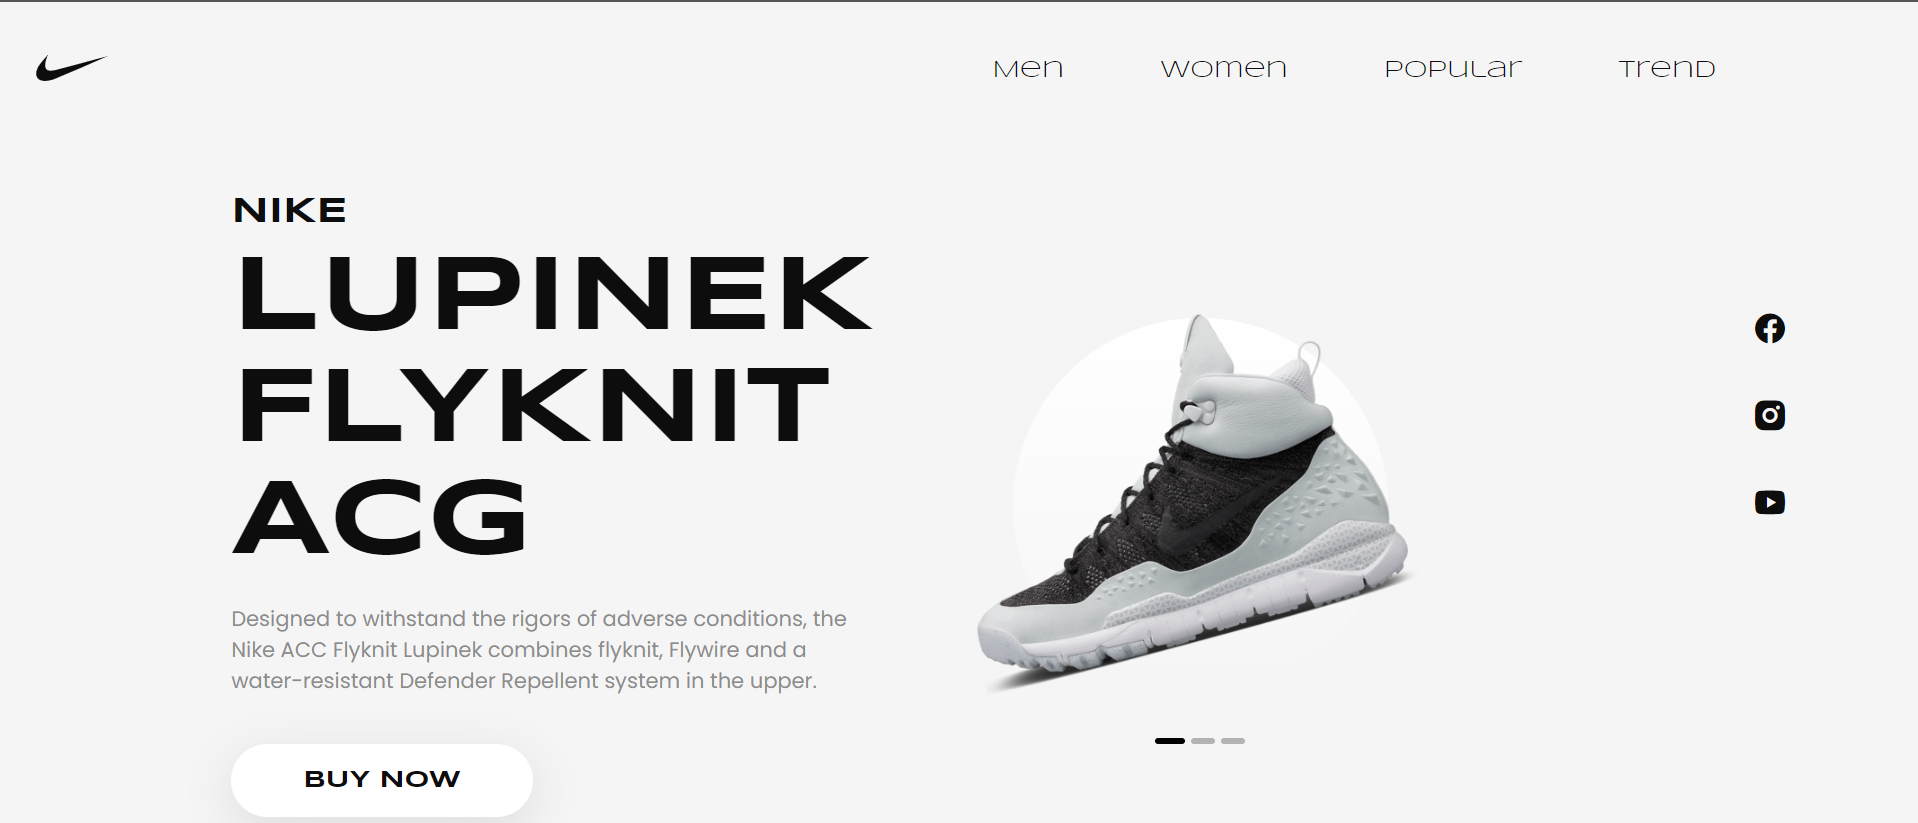 Men Women Popular Trend
NIKE
LUPINEK
FLYKNIT
ACG
Designed to withstand the rigors of adverse conditions, the
Nike ACC Flyknit Lupinek combines flyknit, Flywire and a
water-resistant Defender Repellent system in the upper.
BUY NOW